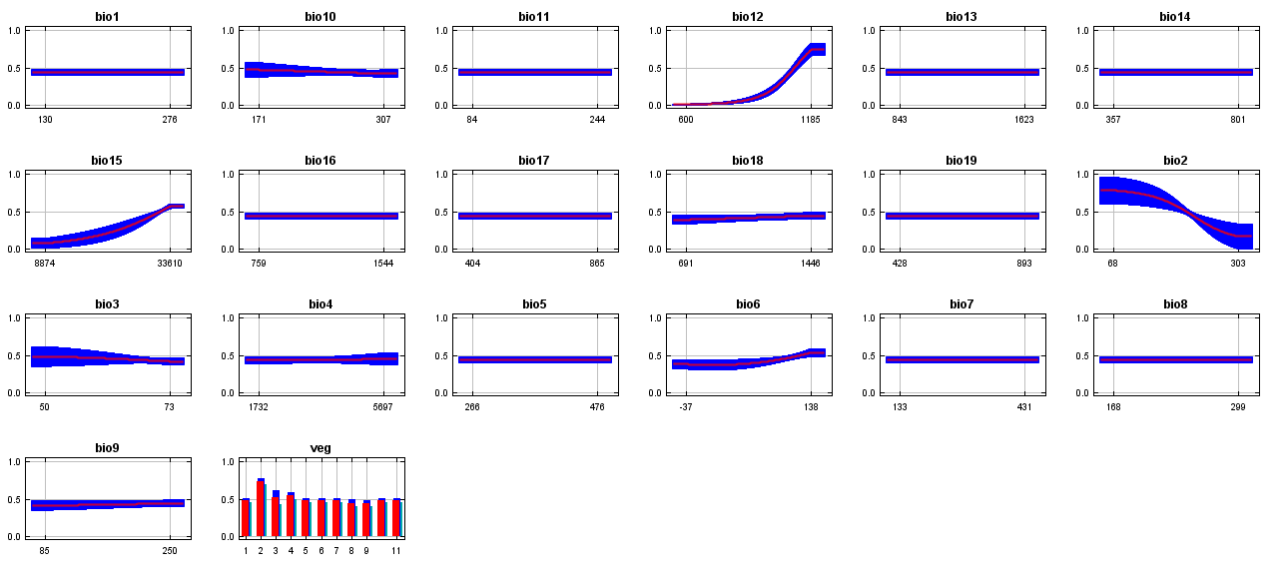 bio1 bio10 bio11 bio12 bio13 bio14
1.0 1.0 1.0 1.0 1.0 1.0
0.5 0.5 0.5 0.5 0.5 0.5
0.0 0.0 0.0 0.0 0.0 0.0
130 276 171 307 84 244 600 1185 843 1623 357 801
bio15 bio16 bio17 bio18 bio19 bio2
1.0 1.0 1.0 1.0 1.0 1.0
0.5 0.5 0.5 0.5 0.5 0.5
0.0 0.0 0.0 0.0 0.0 0.0
8874 33610 759 1544 404 865 691 1446 428 893 68 303
bio3 bio4 bio5 bio6 bio7 bio8
1.0 1.0 1.0 1.0 1.0 1.0
0.5 0.5 0.5 0.5 0.5 0.5
0.0 0.0 0.0 0.0 0.0 0.0
50 73 1732 5697 266 476 -37 138 133 431 168 299
bio9 veg
1.0 1.0
0.5 0.5
0.0 0.0
85 250 1 2 3 4 5 6 7 8 9 11